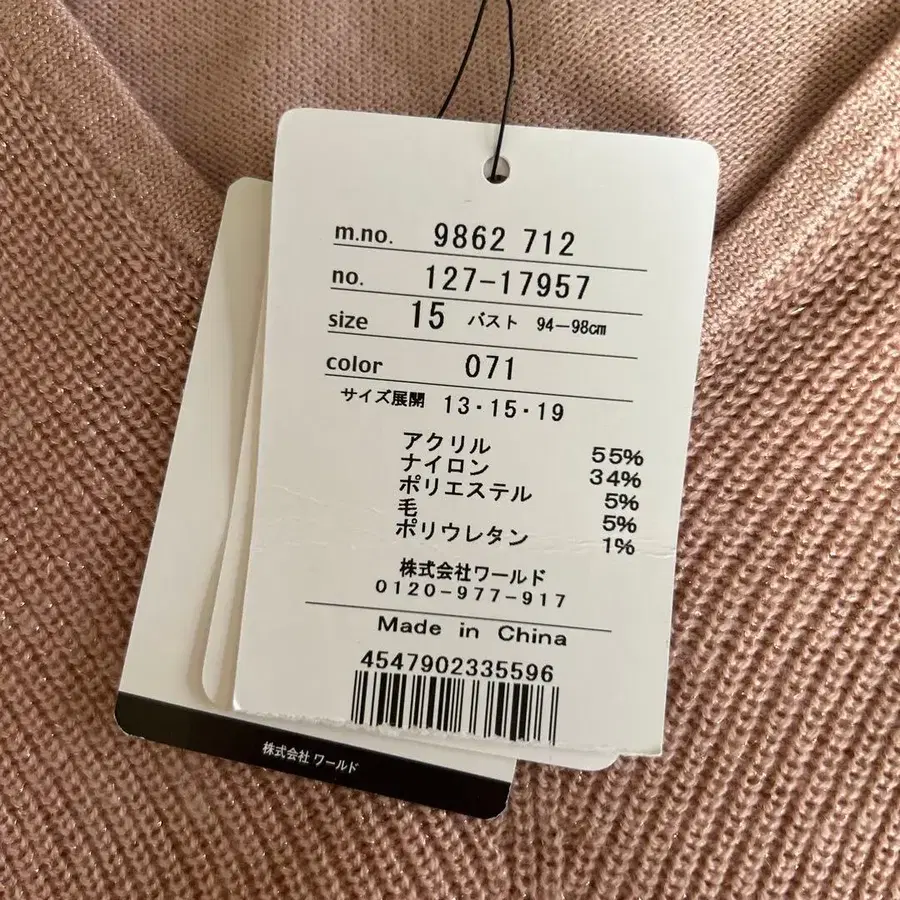 m.no. 9862 712
no. 127-17957
size 15 バスト 94-98cm
color 071
サイズ展開 13・15・19
アクリル 55%
ナイロン 34%
ポリエステル 5%
毛 5%
ポリウレタン 1%
株式会社ワールド
0120-977-917
Made in China
4547902335596
株式会社 ワールド